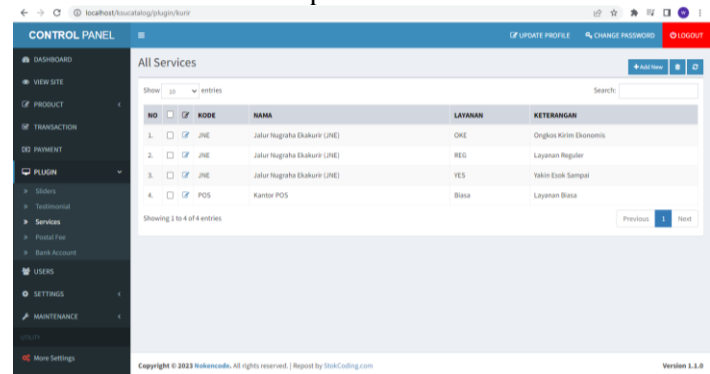 localhost/ksucatalog/plugin/kurir
CONTROL PANEL
UPDATE PROFILE
CHANGE PASSWORD
LOGOUT
DASHBOARD
VIEW SITE
PRODUCT
TRANSACTION
PAYMENT
PLUGIN
Sliders
Testimonial
Services
Postal Fee
Bank Account
USERS
SETTINGS
MAINTENANCE
UTILITY
More Settings
All Services
+Add New
Show 10 entries
Search:
NO KODE NAMA LAYANAN KETERANGAN
1. JNE Jalur Nugraha Ekakurir (JNE) OKE Ongkos Kirim Ekonomis
2. JNE Jalur Nugraha Ekakurir (JNE) REG Layanan Reguler
3. JNE Jalur Nugraha Ekakurir (JNE) YES Yakin Esok Sampai
4. POS Kantor POS Biasa Layanan Biasa
Showing 1 to 4 of 4 entries
Previous 1 Next
Copyright © 2023 Nokencode. All rights reserved. | Repost by StokCoding.com
Version 1.1.0